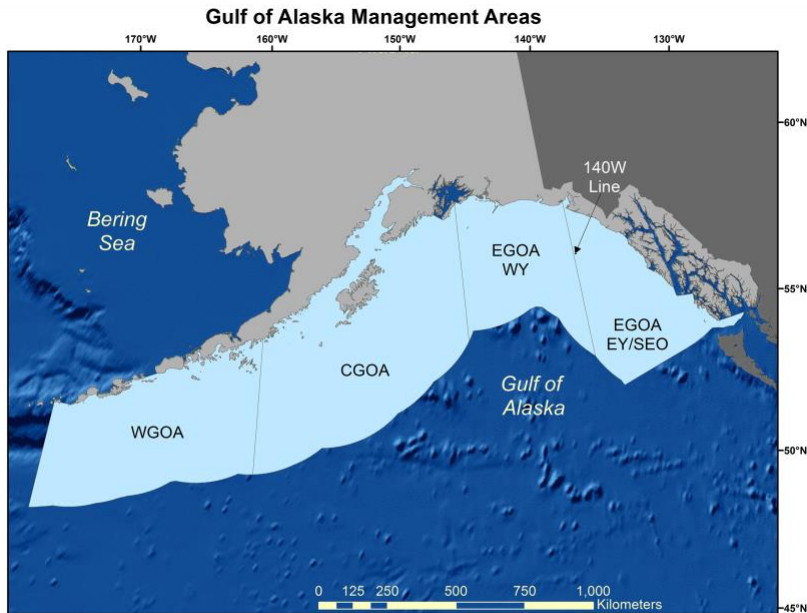 Gulf of Alaska Management Areas
170°W 160°W 150°W 140°W 130°W
60°N
140W
Line
Bering
Sea
EGOA
WY
55°N
EGOA
EY/SEO
CGOA
Gulf of
Alaska
WGOA
50°N
0 125 250 500 750 1,000
Kilometers
45°N